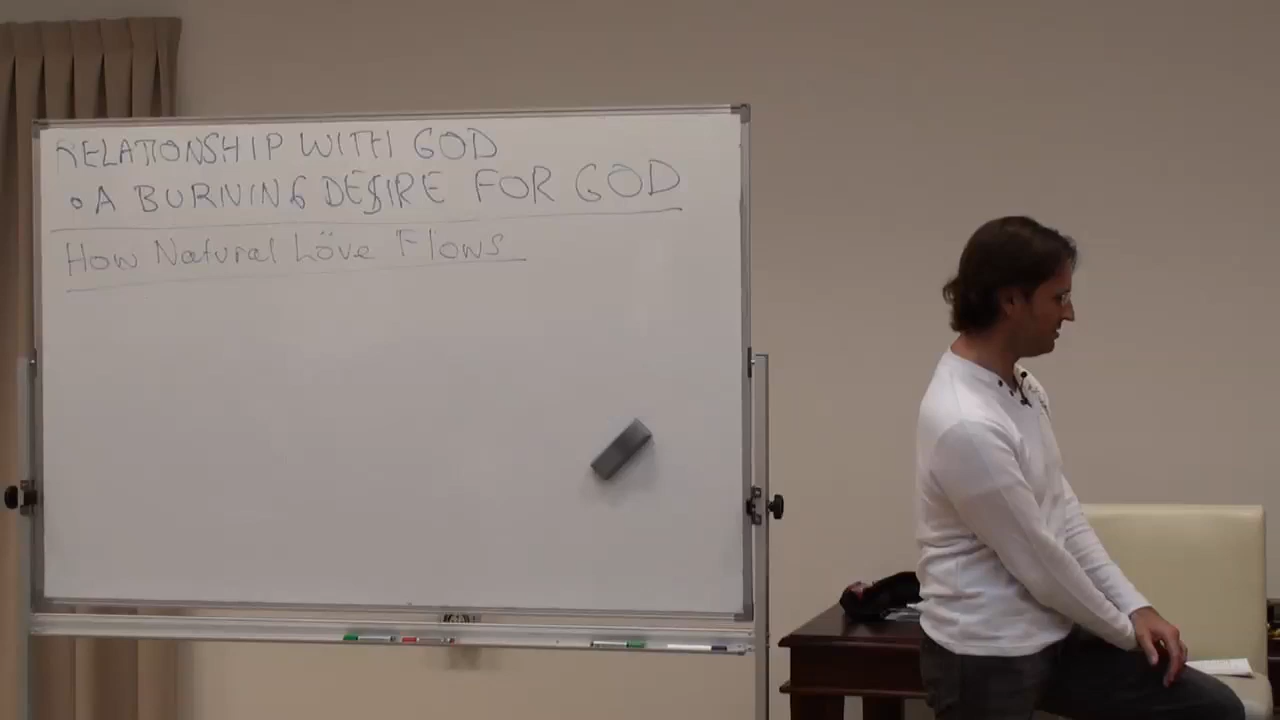 RELATIONSHIP WITH GOD
• A BURNING DESIRE FOR GOD
How Natural Löve Flows